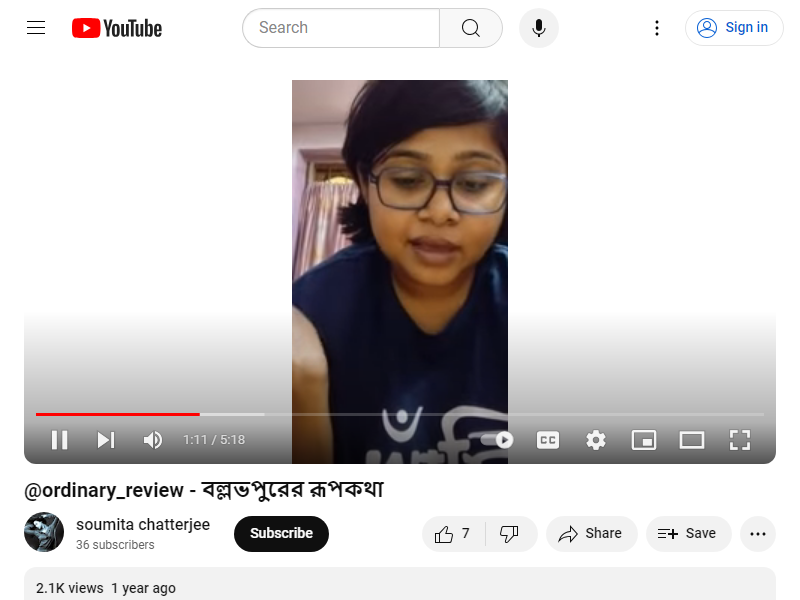 YouTube
Search
Sign in
1:11 / 5:18
CC
@ordinary_review - বল্লভপুরের রূপকথা
soumita chatterjee
36 subscribers
Subscribe
7
Share
Save
2.1K views 1 year ago